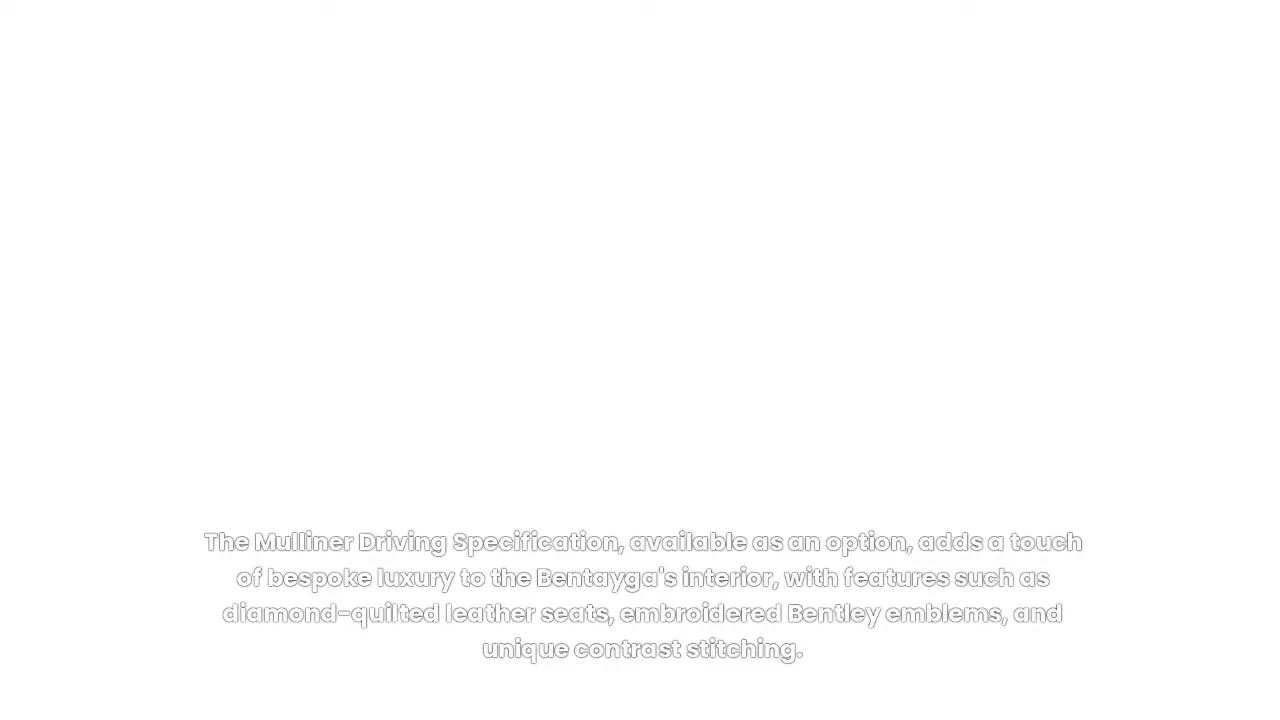 The Mulliner Driving Specification, available as an option, adds a touch
of bespoke luxury to the Bentayga's interior, with features such as
diamond-quilted leather seats, embroidered Bentley emblems, and
unique contrast stitching.